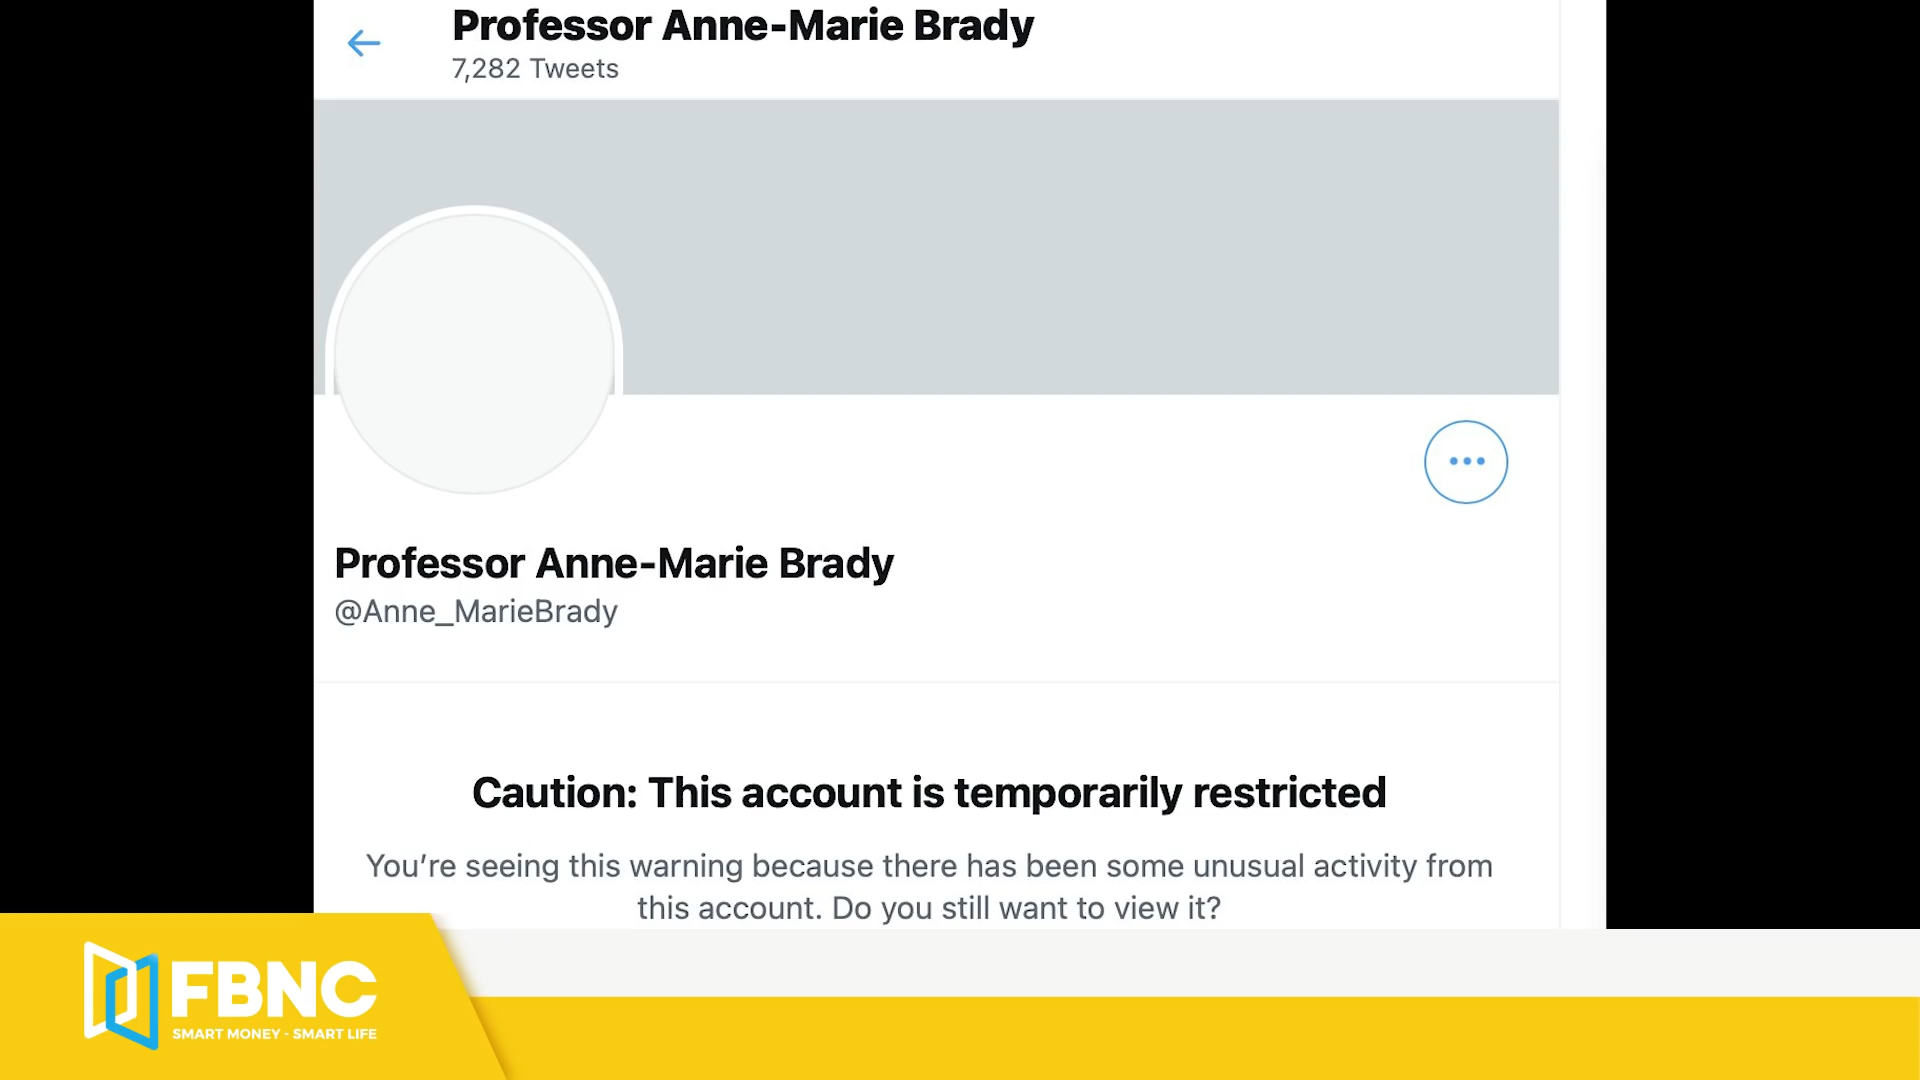 Professor Anne-Marie Brady
7,282 Tweets
Professor Anne-Marie Brady
@Anne_MarieBrady
Caution: This account is temporarily restricted
You’re seeing this warning because there has been some unusual activity from
this account. Do you still want to view it?
FBNC
SMART MONEY - SMART LIFE